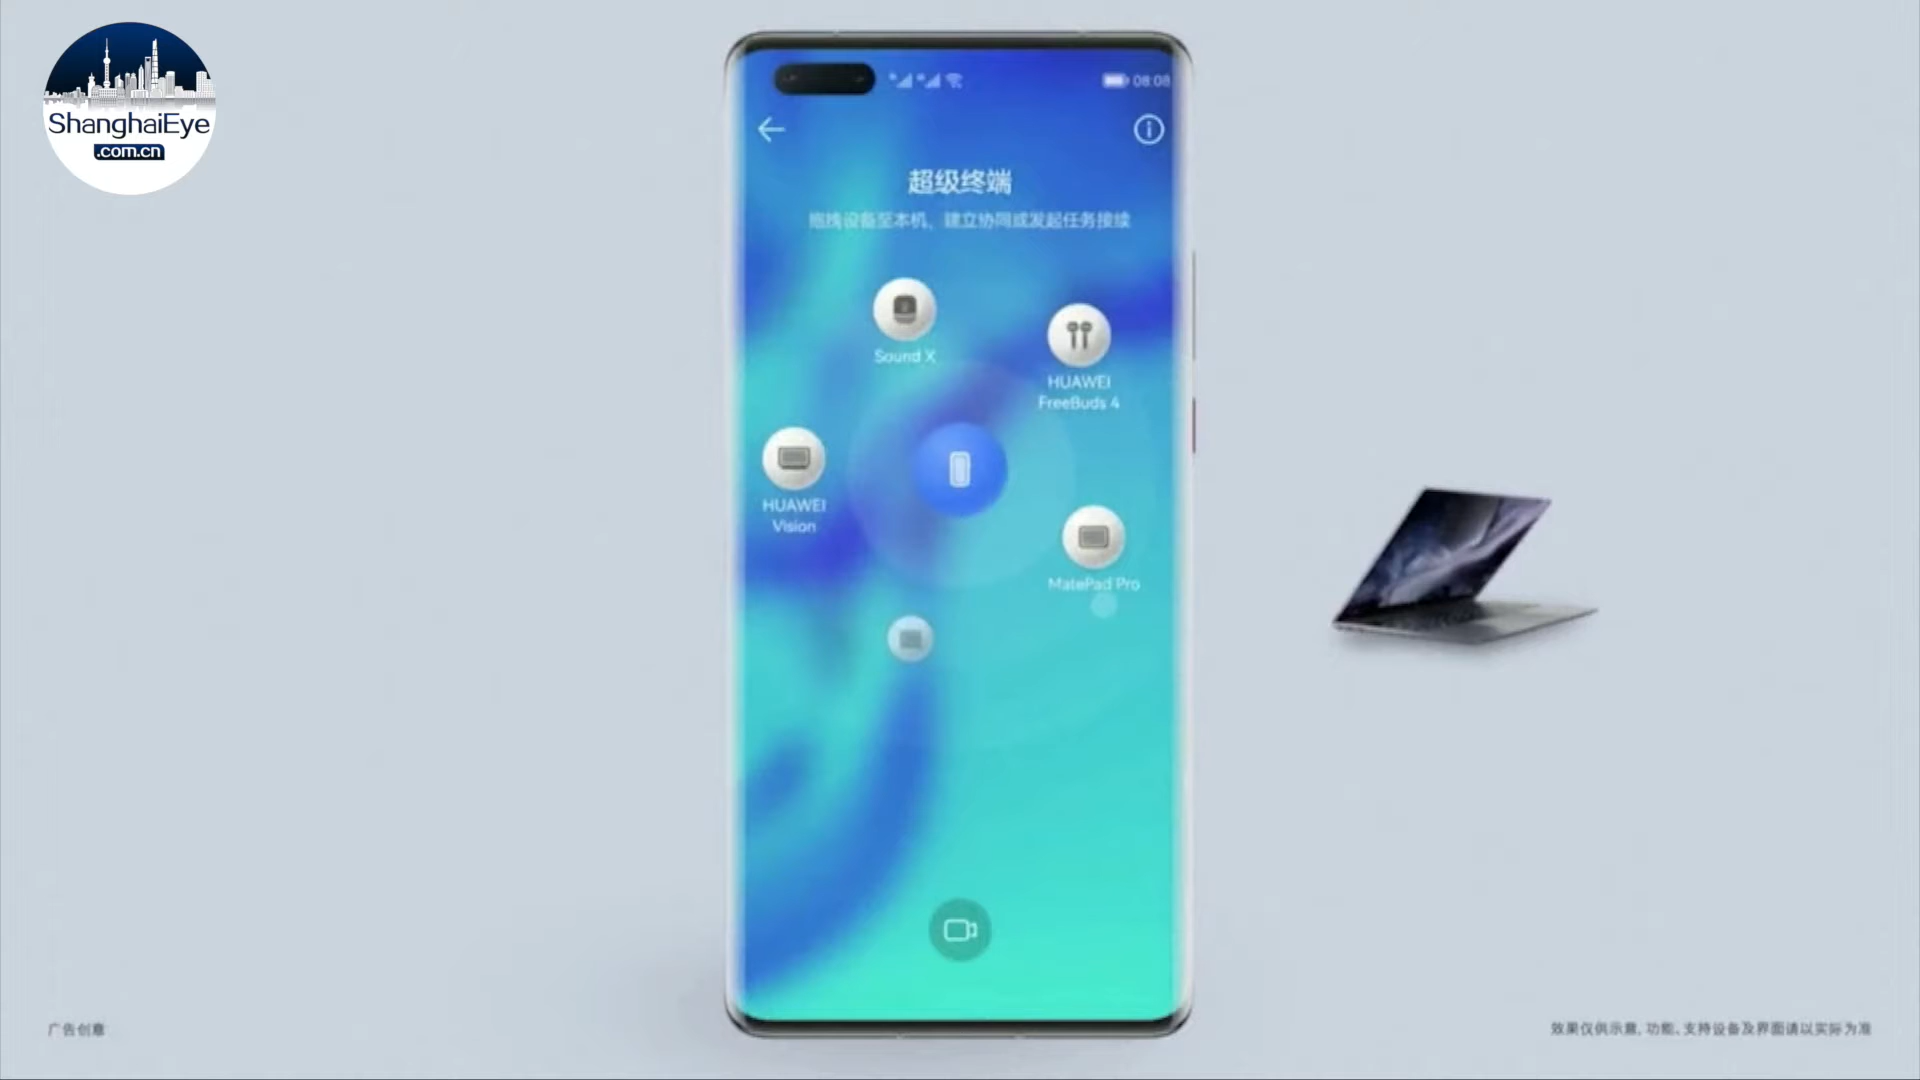 ShanghaiEye
.com.cn
08:08
超级终端
拖拽设备至本机，建立协同或发起任务接续
Sound X
HUAWEI
FreeBuds 4
HUAWEI
Vision
MatePad Pro
广告创意
效果仅供示意, 功能、支持设备及界面请以实际为准